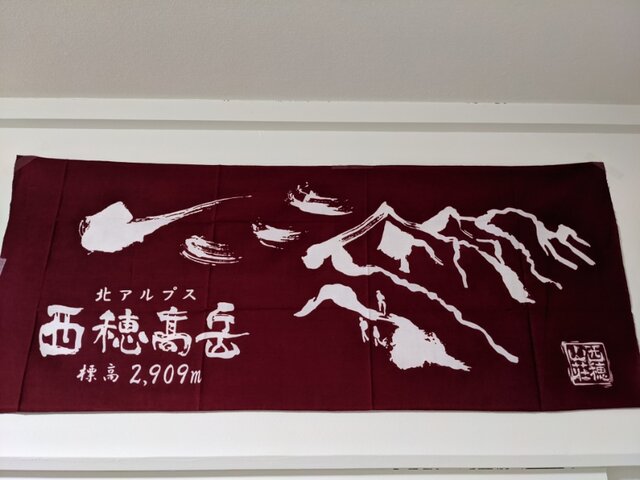 北アルプス
西穂高岳
標高 2,909m
西穂
山荘